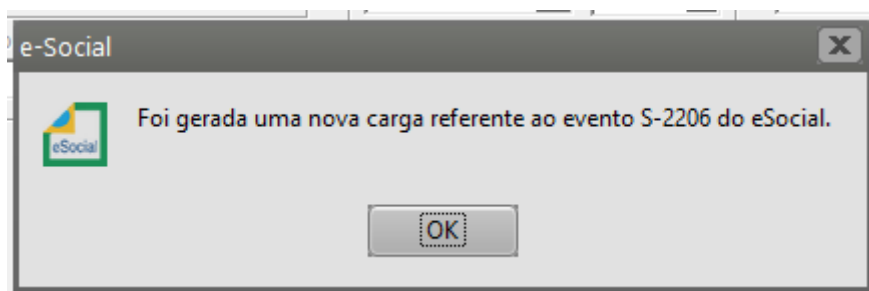 e-Social
Foi gerada uma nova carga referente ao evento S-2206 do eSocial.
eSocial
OK